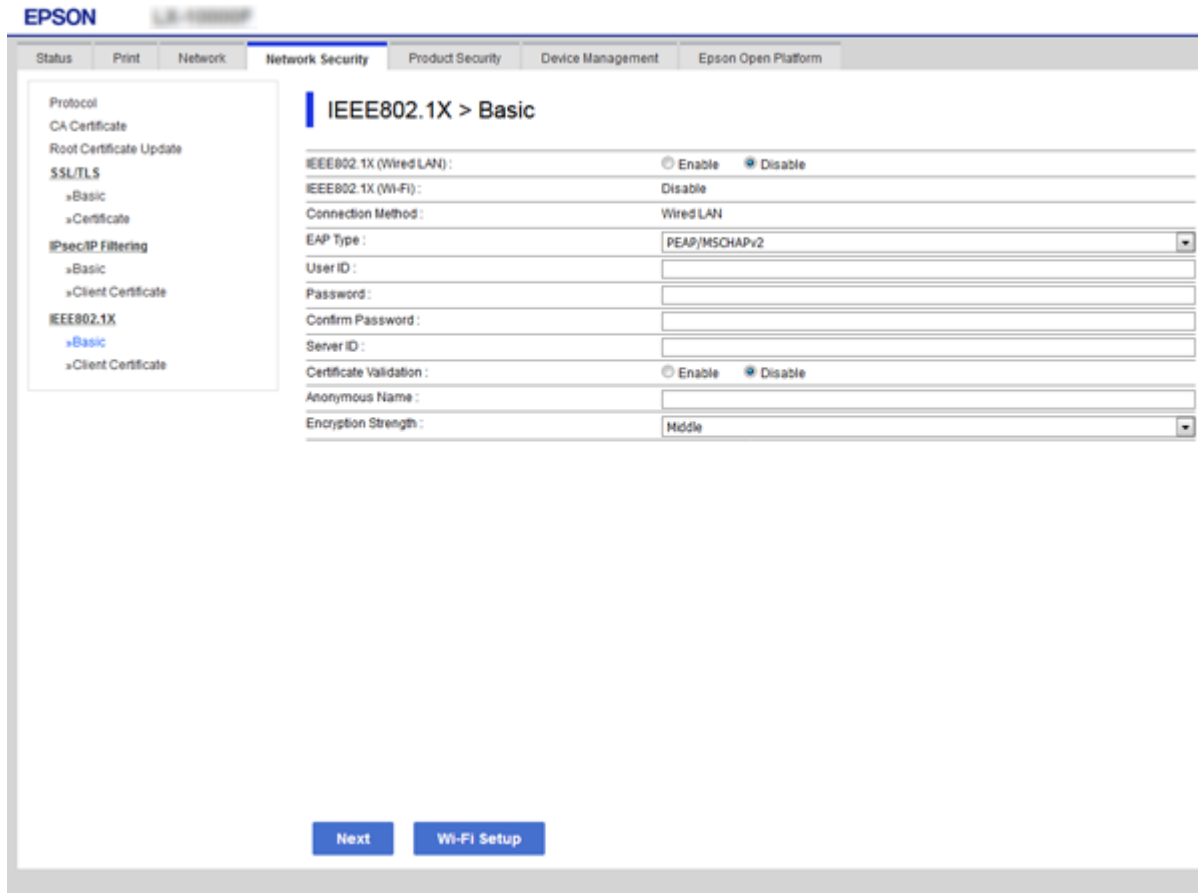 EPSON
Status Print Network Network Security Product Security Device Management Epson Open Platform
Protocol
CA Certificate
Root Certificate Update
SSL/TLS
»Basic
»Certificate
IPsec/IP Filtering
»Basic
»Client Certificate
IEEE802.1X
»Basic
»Client Certificate
IEEE802.1X > Basic
IEEE802.1X (Wired LAN) : Enable Disable
IEEE802.1X (Wi-Fi) : Disable
Connection Method : Wired LAN
EAP Type : PEAP/MSCHAPv2
User ID :
Password :
Confirm Password :
Server ID :
Certificate Validation : Enable Disable
Anonymous Name :
Encryption Strength : Middle
Next Wi-Fi Setup